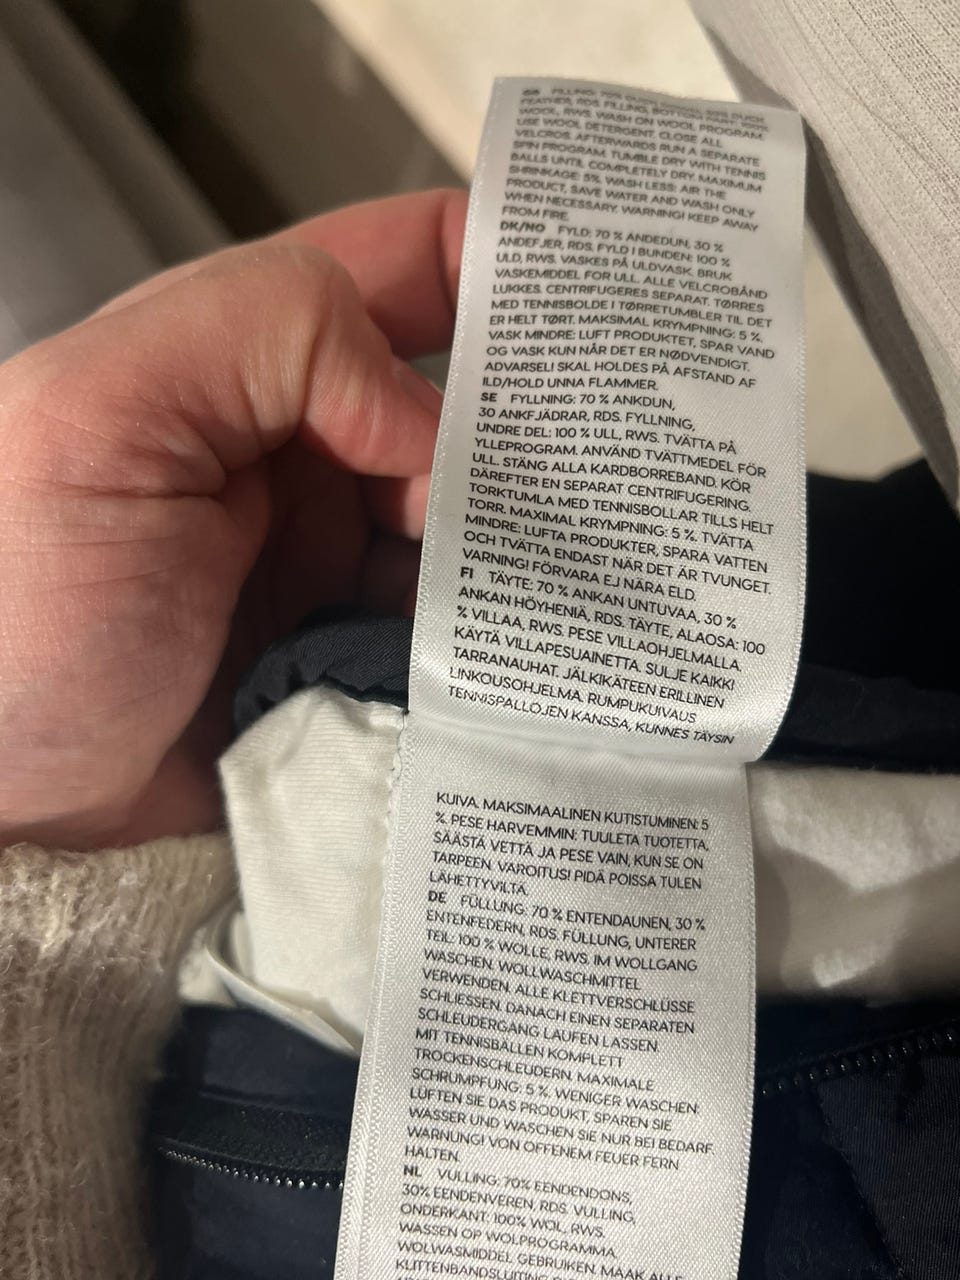 GB FILLING: 70% DUCK DOWN, 30% DUCK
FEATHER, RDS. FILLING, BOTTOM PART: 100%
WOOL, RWS. WASH ON WOOL PROGRAM.
USE WOOL DETERGENT. CLOSE ALL
VELCROS. AFTERWARDS RUN A SEPARATE
SPIN PROGRAM. TUMBLE DRY WITH TENNIS
BALLS UNTIL COMPLETELY DRY. MAXIMUM
SHRINKAGE: 5%. WASH LESS: AIR THE
PRODUCT, SAVE WATER AND WASH ONLY
WHEN NECESSARY. WARNING! KEEP AWAY
FROM FIRE.
DK/NO FYLD: 70 % ANDEDUN, 30 %
ANDEFJER, RDS. FYLD I BUNDEN: 100 %
ULD, RWS. VASKES PÅ ULDVASK. BRUK
VASKEMIDDEL FOR ULL. ALLE VELCROBÅND
LUKKES. CENTRIFUGERES SEPARAT. TØRRES
MED TENNISBOLDE I TØRRETUMBLER TIL DET
ER HELT TØRT. MAKSIMAL KRYMPNING: 5 %.
VASK MINDRE: LUFT PRODUKTET, SPAR VAND
OG VASK KUN NÅR DET ER NØDVENDIGT.
ADVARSEL! SKAL HOLDES PÅ AFSTAND AF
ILD/HOLD UNNA FLAMMER.
SE FYLLNING: 70 % ANKDUN,
30 ANKFJÄDRAR, RDS. FYLLNING,
UNDRE DEL: 100 % ULL, RWS. TVÄTTA PÅ
YLLEPROGRAM. ANVÄND TVÄTTMEDEL FÖR
ULL. STÄNG ALLA KARDBORREBAND. KÖR
DÄREFTER EN SEPARAT CENTRIFUGERING.
TORKTUMLA MED TENNISBOLLAR TILLS HELT
TORR. MAXIMAL KRYMPNING: 5 %. TVÄTTA
MINDRE: LUFTA PRODUKTER, SPARA VATTEN
OCH TVÄTTA ENDAST NÄR DET ÄR TVUNGET.
VARNING! FÖRVARA EJ NÄRA ELD.
FI TÄYTE: 70 % ANKAN UNTUVAA, 30 %
ANKAN HÖYHENIÄ, RDS. TÄYTE, ALAOSA: 100
% VILLAA, RWS. PESE VILLAOHJELMALLA.
KÄYTÄ VILLAPESUAINETTA. SULJE KAIKKI
TARRANAUHAT. JÄLKIKÄTEEN ERILLINEN
LINKOUSOHJELMA. RUMPUKUIVAUS
TENNISPALLOJEN KANSSA, KUNNES TÄYSIN
KUIVA. MAKSIMAALINEN KUTISTUMINEN: 5
%. PESE HARVEMMIN: TUULETA TUOTETTA,
SÄÄSTÄ VETTÄ JA PESE VAIN, KUN SE ON
TARPEEN. VAROITUS! PIDÄ POISSA TULEN
LÄHETTYVILTÄ.
DE FÜLLUNG: 70 % ENTENDAUNEN, 30 %
ENTENFEDERN, RDS. FÜLLUNG, UNTERER
TEIL: 100 % WOLLE, RWS. IM WOLLGANG
WASCHEN. WOLLWASCHMITTEL
VERWENDEN. ALLE KLETTVERSCHLÜSSE
SCHLIESSEN. DANACH EINEN SEPARATEN
SCHLEUDERGANG LAUFEN LASSEN.
MIT TENNISBÄLLEN KOMPLETT
TROCKENSCHLEUDERN. MAXIMALE
SCHRUMPFUNG: 5 %. WENIGER WASCHEN:
LÜFTEN SIE DAS PRODUKT, SPAREN SIE
WASSER UND WASCHEN SIE NUR BEI BEDARF.
WARNUNG! VON OFFENEM FEUER FERN
HALTEN.
NL VULLING: 70% EENDENDONS,
30% EENDENVEREN, RDS. VULLING,
ONDERKANT: 100% WOL, RWS.
WASSEN OP WOLPROGRAMMA.
WOLWASMIDDEL GEBRUIKEN. MAAK ALLE
KLITTENBANDSLUITING